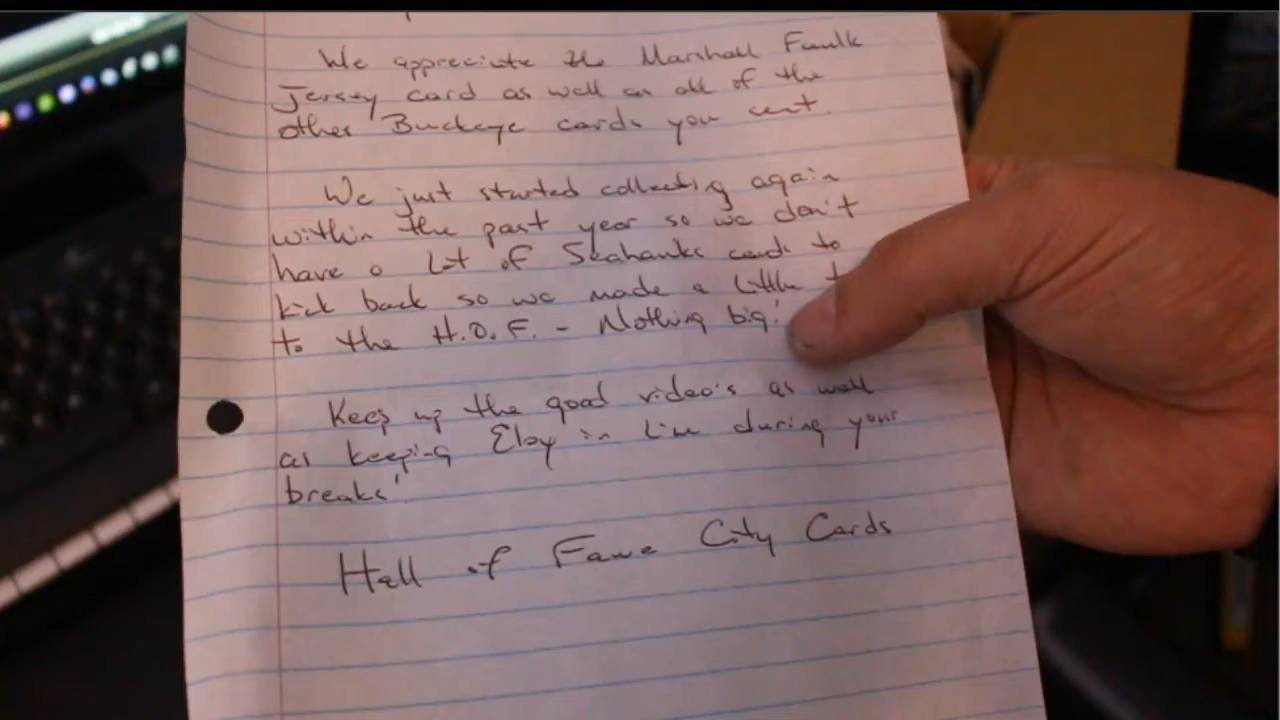 We appreciate the Marshall Faulk
Jersey card as well as all of the
other Buckeye cards you sent.
We just started collecting again
within the past year so we don't
have a lot of Seahawks cards to
kick back so we made a little
to the H.O.F. - Nothing big!
Keep up the good video's as well
as keeping Eloy in line during your
breaks!
Hall of Fame City Cards